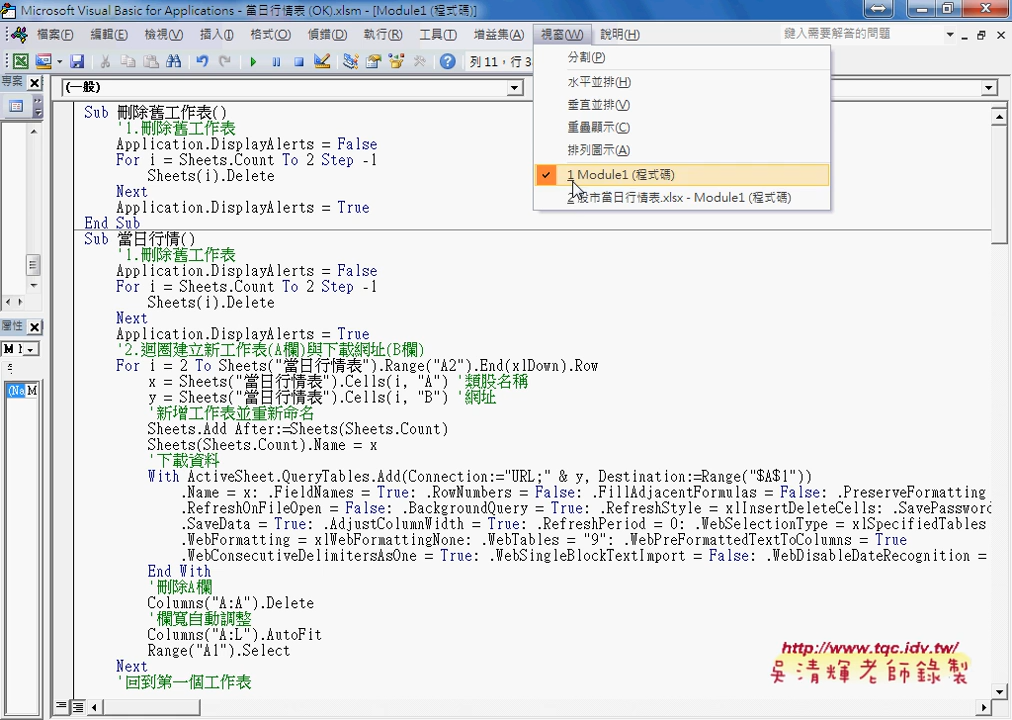 Microsoft Visual Basic for Applications - 當日行情表 (OK).xlsm - [Module1 (程式碼)]
檔案(F) 編輯(E) 檢視(V) 插入(I) 格式(O) 偵錯(D) 執行(R) 工具(T) 增益集(A) 視窗(W) 說明(H) 鍵入需要解答的問題
列 11, 行 3
專案
(一般)
分割(P)
水平並排(H)
垂直並排(V)
重疊顯示(C)
排列圖示(A)
1 Module1 (程式碼)
2 股市當日行情表.xlsx - Module1 (程式碼)
屬性
M
(Na M
Sub 刪除舊工作表()
'1.刪除舊工作表
Application.DisplayAlerts = False
For i = Sheets.Count To 2 Step -1
Sheets(i).Delete
Next
Application.DisplayAlerts = True
End Sub
Sub 當日行情()
'1.刪除舊工作表
Application.DisplayAlerts = False
For i = Sheets.Count To 2 Step -1
Sheets(i).Delete
Next
Application.DisplayAlerts = True
'2.迴圈建立新工作表(A欄)與下載網址(B欄)
For i = 2 To Sheets("當日行情表").Range("A2").End(xlDown).Row
x = Sheets("當日行情表").Cells(i, "A") '類股名稱
y = Sheets("當日行情表").Cells(i, "B") '網址
'新增工作表並重新命名
Sheets.Add After:=Sheets(Sheets.Count)
Sheets(Sheets.Count).Name = x
'下載資料
With ActiveSheet.QueryTables.Add(Connection:="URL;" & y, Destination:=Range("$A$1"))
.Name = x: .FieldNames = True: .RowNumbers = False: .FillAdjacentFormulas = False: .PreserveFormatting
.RefreshOnFileOpen = False: .BackgroundQuery = True: .RefreshStyle = xlInsertDeleteCells: .SavePassword
.SaveData = True: .AdjustColumnWidth = True: .RefreshPeriod = 0: .WebSelectionType = xlSpecifiedTables
.WebFormatting = xlWebFormattingNone: .WebTables = "9": .WebPreFormattedTextToColumns = True
.WebConsecutiveDelimitersAsOne = True: .WebSingleBlockTextImport = False: .WebDisableDateRecognition =
End With
'刪除A欄
Columns("A:A").Delete
'欄寬自動調整
Columns("A:L").AutoFit
Range("A1").Select
Next
'回到第一個工作表
http://www.tqc.idv.tw/
吳清輝老師錄製